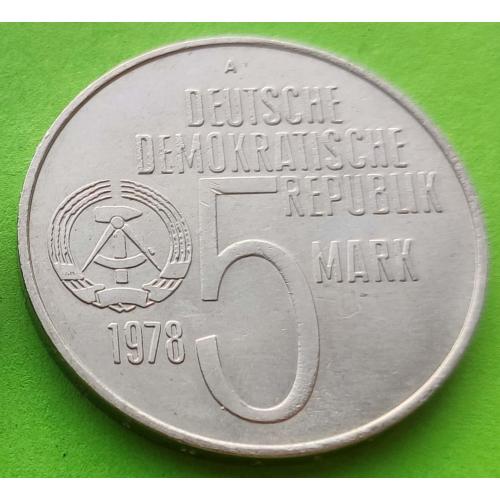 A
DEUTSCHE
DEMOKRATISCHE
REPUBLIK
5 MARK
1978